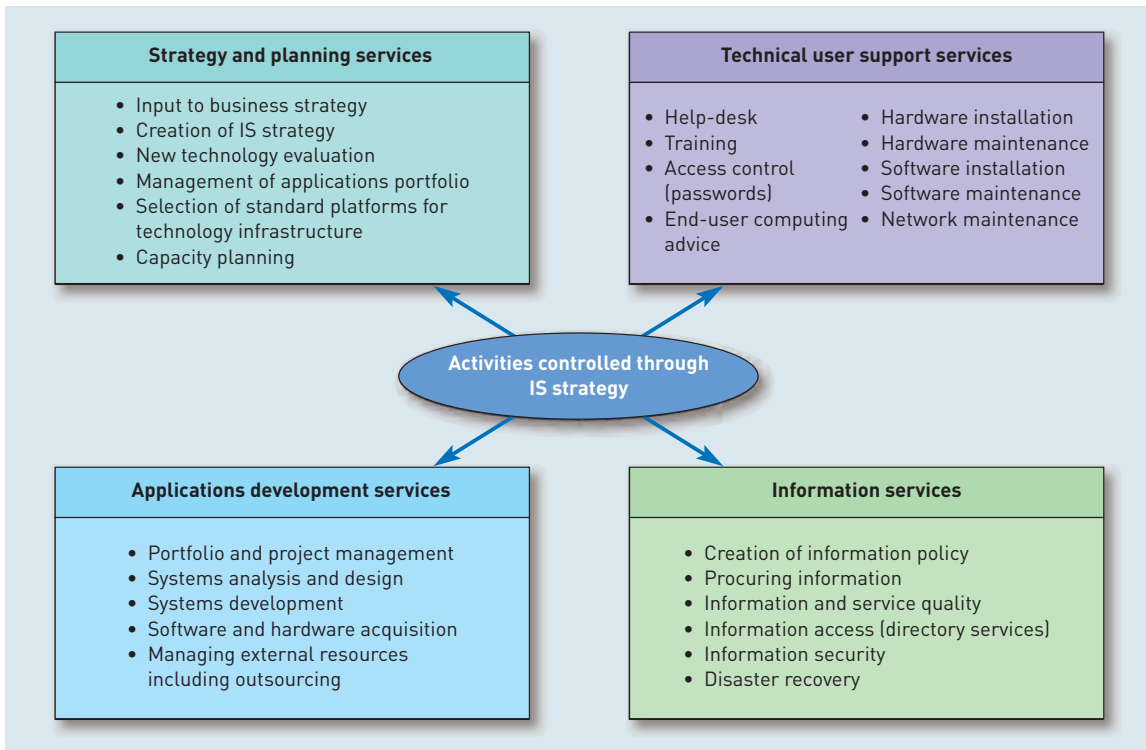 Strategy and planning services
• Input to business strategy
• Creation of IS strategy
• New technology evaluation
• Management of applications portfolio
• Selection of standard platforms for
technology infrastructure
• Capacity planning
Technical user support services
• Help-desk
• Training
• Access control
(passwords)
• End-user computing
advice
• Hardware installation
• Hardware maintenance
• Software installation
• Software maintenance
• Network maintenance
Activities controlled through
IS strategy
Applications development services
• Portfolio and project management
• Systems analysis and design
• Systems development
• Software and hardware acquisition
• Managing external resources
including outsourcing
Information services
• Creation of information policy
• Procuring information
• Information and service quality
• Information access (directory services)
• Information security
• Disaster recovery